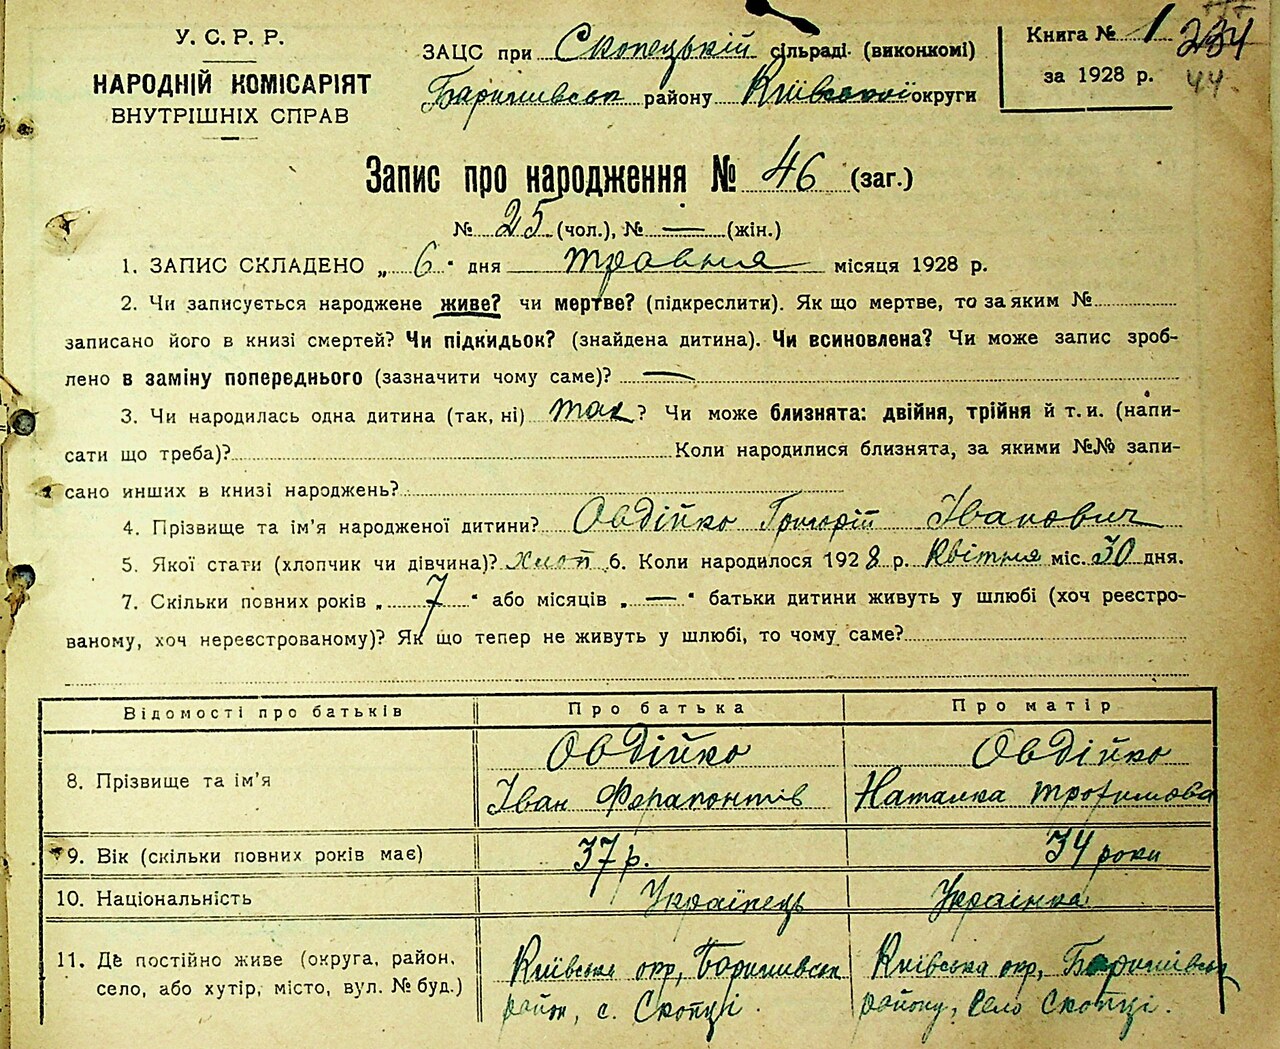 У. С. Р. Р.
НАРОДНІЙ КОМІСАРІЯТ
ВНУТРІШНІХ СПРАВ
ЗАЦС при Скопецькій сільраді (виконкомі)
Баришівськ району Київської округи
Книга № 1 234
за 1928 р. 44.
Запис про народження № 46 (заг.)
№ 25 (чол.), № — (жін.)
1. ЗАПИС СКЛАДЕНО „ 6 " дня травня місяця 1928 р.
2. Чи записується народжене живе? чи мертве? (підкреслити). Як що мертве, то за яким №
записано його в книзі смертей? Чи підкидьок? (знайдена дитина). Чи всиновлена? Чи може запис зроб-
лено в заміну попереднього (зазначити чому саме)? —
3. Чи народилась одна дитина (так, ні) так? Чи може близнята: двійня, трійня й т. и. (напи-
сати що треба)? Коли народилися близнята, за якими №№ запи-
сано инших в книзі народжень?
4. Прізвище та ім'я народженої дитини? Овдійко Григорій Іванович
5. Якої стати (хлопчик чи дівчина)? хлоп. 6. Коли народилося 1928 р. Квітня міс. 30 дня.
7. Скільки повних років „ 7 " або місяців „ — " батьки дитини живуть у шлюбі (хоч реєстро-
ваному, хоч нереєстрованому)? Як що тепер не живуть у шлюбі, то чому саме?
Відомості про батьків Про батька Про матір
8. Прізвище та ім'я Овдійко Овдійко
Іван Ферапонтів Наталка Трофимова
9. Вік (скільки повних років має) 37 р. 34 роки
10. Національність Українець Українка
11. Де постійно живе (округа, район, Київська окр, Баришівськ Київська окр, Баришівськ
село, або хутір, місто, вул. № буд.) район, с. Скопці. району, село Скопці.